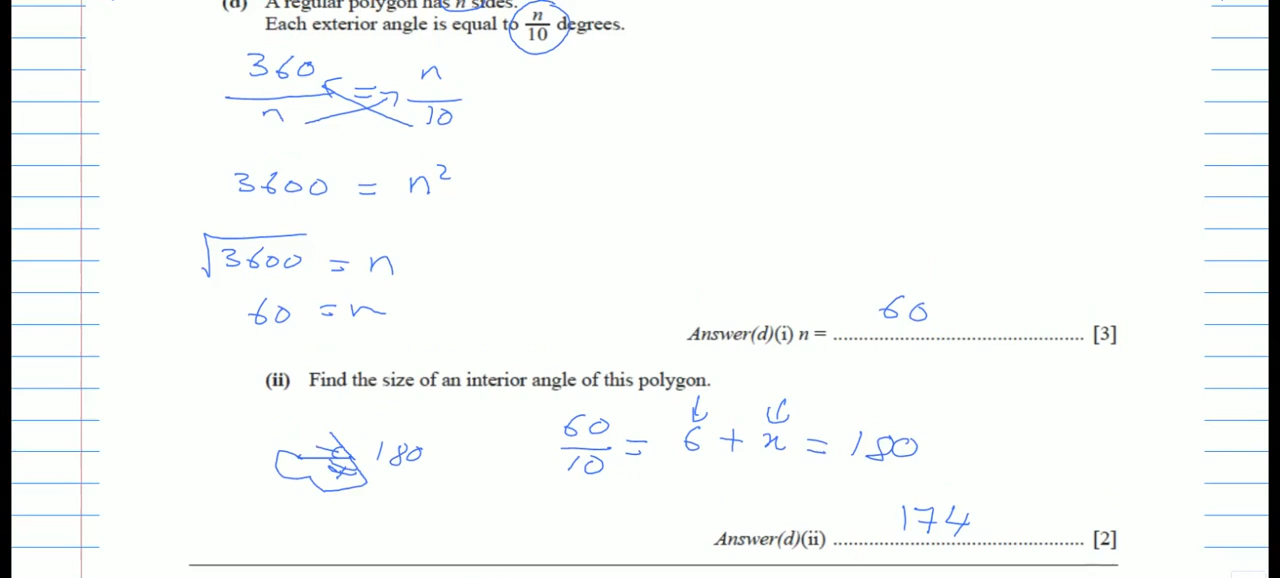 (d) A regular polygon has n sides.
Each exterior angle is equal to n/10 degrees.
360/n = n/10
3600 = n²
√3600 = n
60 = n
60
Answer(d)(i) n = ........................................ [3]
(ii) Find the size of an interior angle of this polygon.
180
60/10 = 6 + x = 180
174
Answer(d)(ii) ........................................ [2]